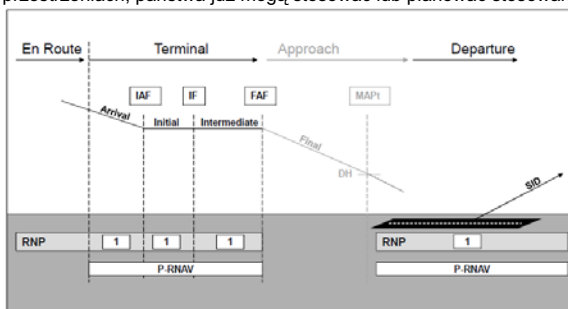 przestrzeniach, państwa już mogą stosować lub planować stosowani
En Route Terminal Approach Departure
IAF IF FAF MAPt
Arrival Initial Intermediate Final
DH
SID
RNP 1 1 1 RNP 1
P-RNAV P-RNAV